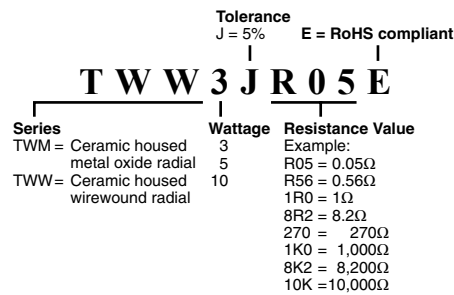 Tolerance
J = 5%
E = RoHS compliant
T W W 3 J R 0 5 E
Series
TWM = Ceramic housed
metal oxide radial
TWW = Ceramic housed
wirewound radial
Wattage
3
5
10
Resistance Value
Example:
R05 = 0.05Ω
R56 = 0.56Ω
1R0 = 1Ω
8R2 = 8.2Ω
270 = 270Ω
1K0 = 1,000Ω
8K2 = 8,200Ω
10K =10,000Ω